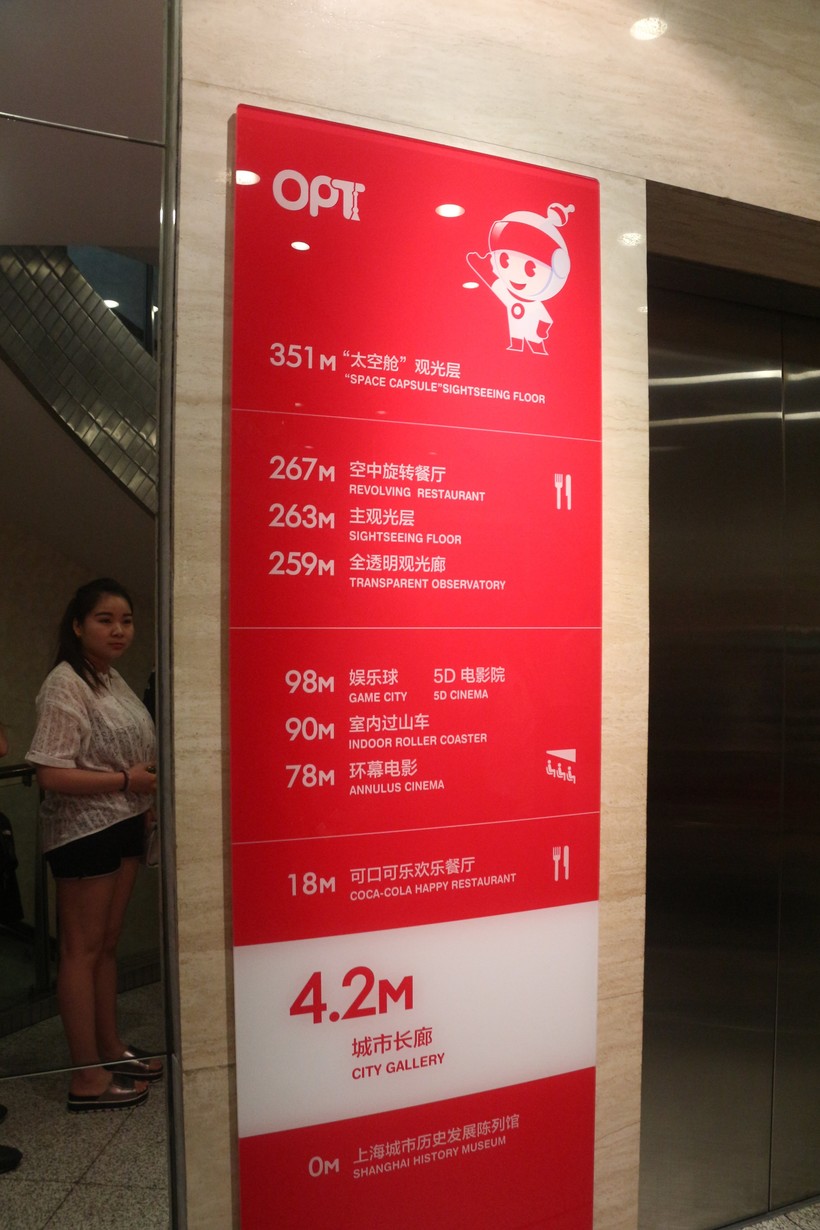 OPT
351M “太空舱”观光层
“SPACE CAPSULE”SIGHTSEEING FLOOR
267M 空中旋转餐厅
REVOLVING RESTAURANT
263M 主观光层
SIGHTSEEING FLOOR
259M 全透明观光廊
TRANSPARENT OBSERVATORY
98M 娱乐球 5D 电影院
GAME CITY 5D CINEMA
90M 室内过山车
INDOOR ROLLER COASTER
78M 环幕电影
ANNULUS CINEMA
18M 可口可乐欢乐餐厅
COCA-COLA HAPPY RESTAURANT
4.2M
城市长廊
CITY GALLERY
0M 上海城市历史发展陈列馆
SHANGHAI HISTORY MUSEUM